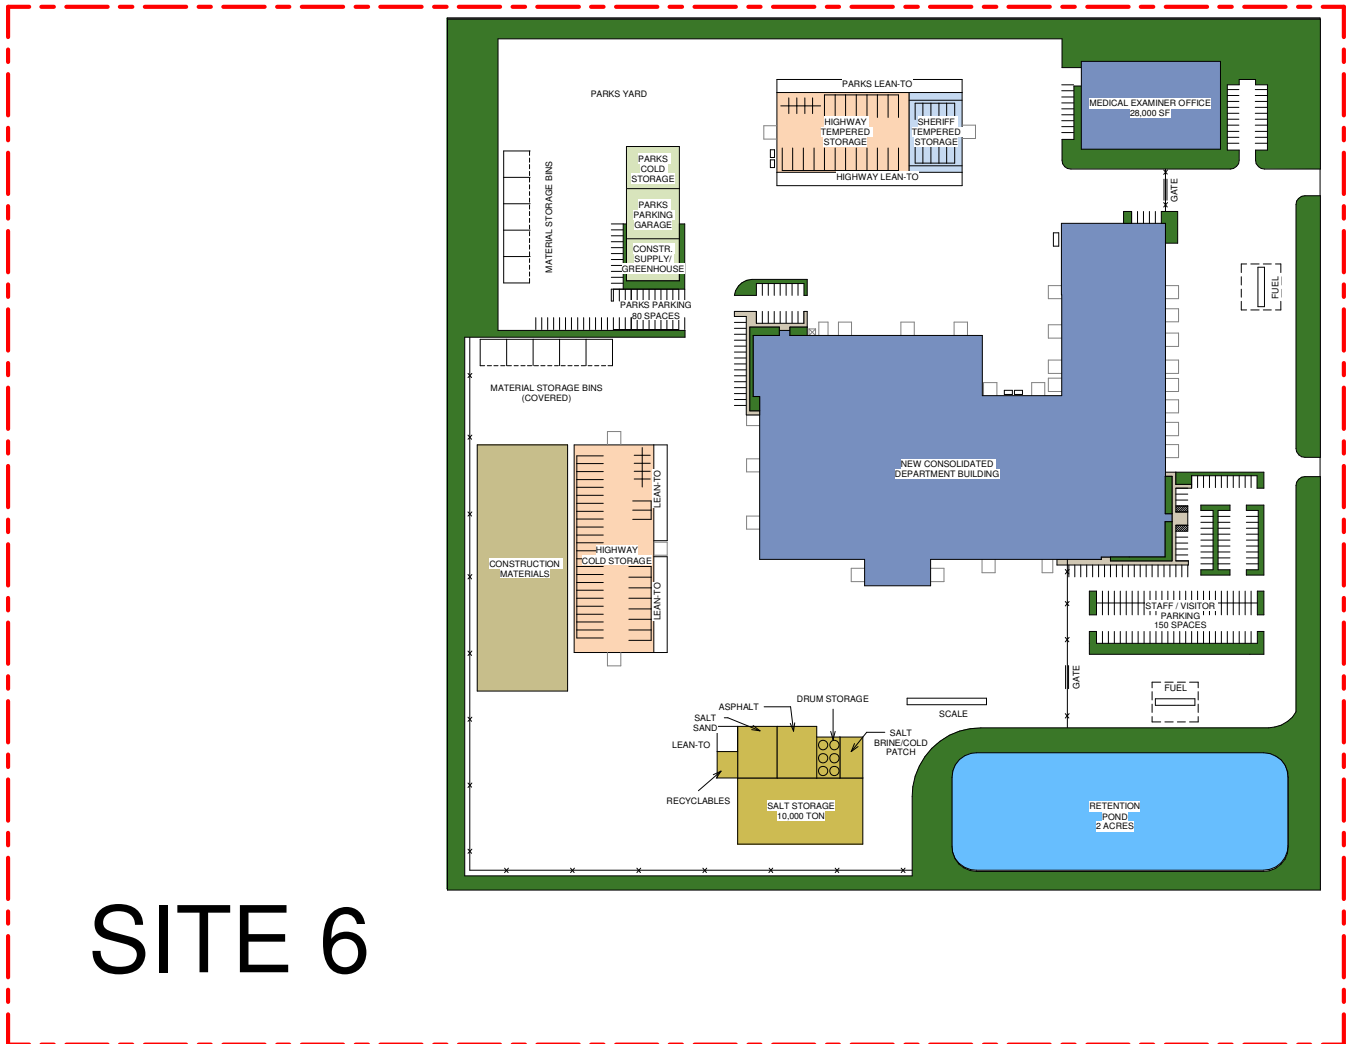 PARKS YARD
PARKS LEAN-TO
HIGHWAY
TEMPERED
STORAGE
SHERIFF
TEMPERED
STORAGE
HIGHWAY LEAN-TO
MEDICAL EXAMINER OFFICE
28,000 SF
GATE
MATERIAL STORAGE BINS
PARKS
COLD
STORAGE
PARKS
PARKING
GARAGE
CONSTR.
SUPPLY/
GREENHOUSE
PARKS PARKING
80 SPACES
FUEL
MATERIAL STORAGE BINS
(COVERED)
NEW CONSOLIDATED
DEPARTMENT BUILDING
LEAN-TO
HIGHWAY
COLD STORAGE
LEAN-TO
CONSTRUCTION
MATERIALS
STAFF / VISITOR
PARKING
150 SPACES
GATE
FUEL
SCALE
DRUM STORAGE
ASPHALT
SALT
SAND
LEAN-TO
RECYCLABLES
SALT
BRINE/COLD
PATCH
SALT STORAGE
10,000 TON
RETENTION
POND
2 ACRES
SITE 6